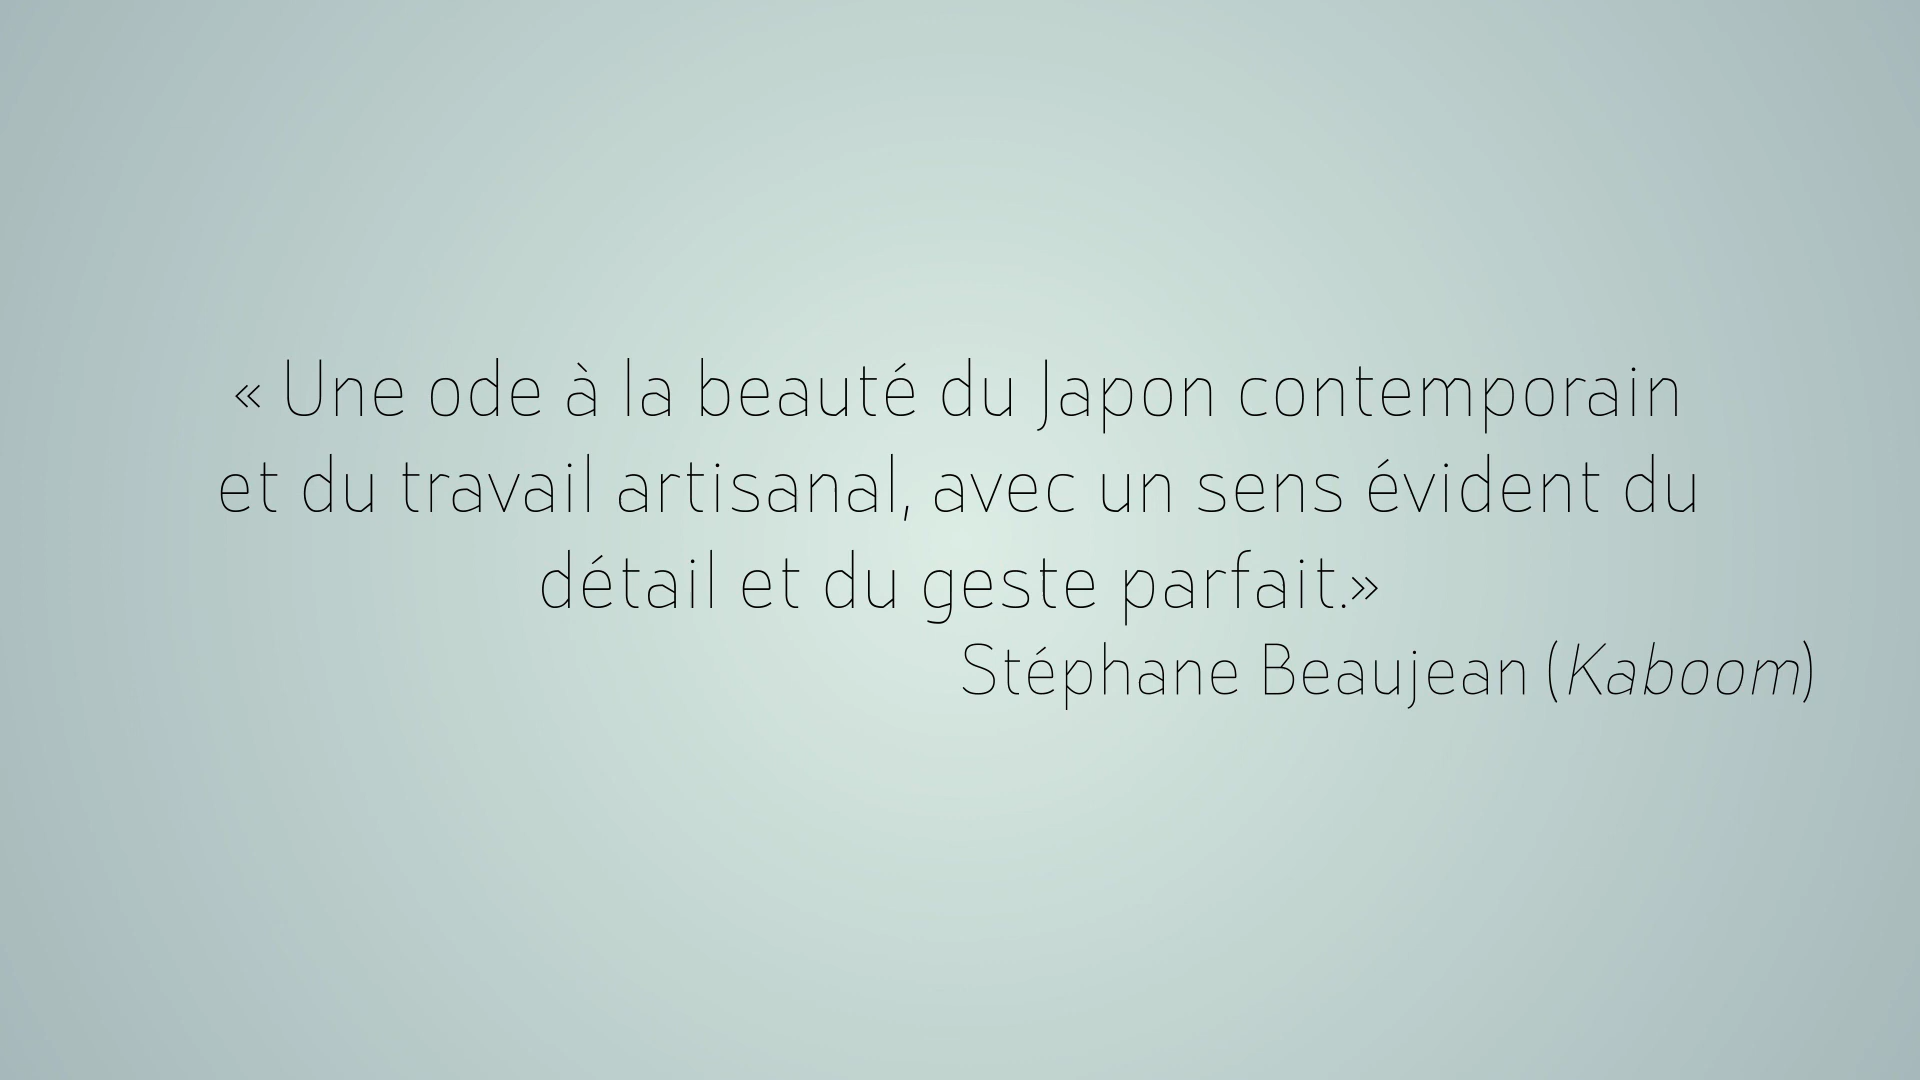 « Une ode à la beauté du Japon contemporain
et du travail artisanal, avec un sens évident du
détail et du geste parfait.»
Stéphane Beaujean (Kaboom)